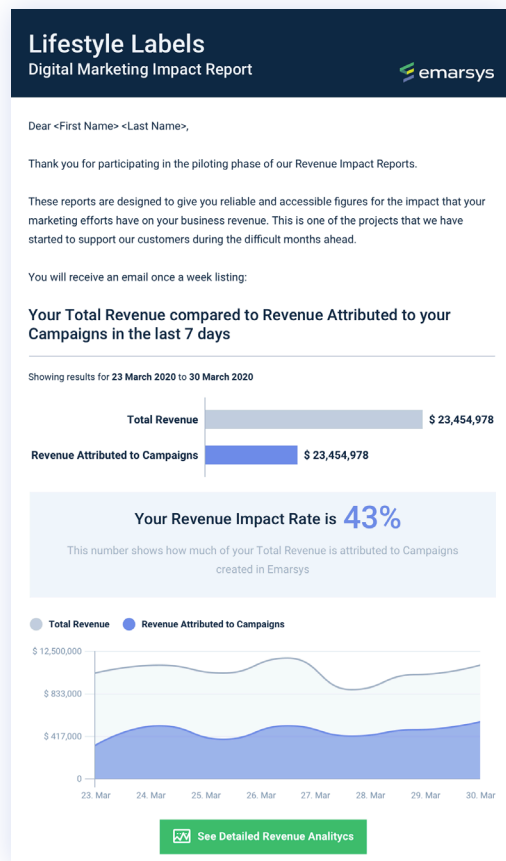 Lifestyle Labels
Digital Marketing Impact Report
emarsys
Dear <First Name> <Last Name>,
Thank you for participating in the piloting phase of our Revenue Impact Reports.
These reports are designed to give you reliable and accessible figures for the impact that your
marketing efforts have on your business revenue. This is one of the projects that we have
started to support our customers during the difficult months ahead.
You will receive an email once a week listing:
Your Total Revenue compared to Revenue Attributed to your
Campaigns in the last 7 days
Showing results for 23 March 2020 to 30 March 2020
Total Revenue $ 23,454,978
Revenue Attributed to Campaigns $ 23,454,978
Your Revenue Impact Rate is 43%
This number shows how much of your Total Revenue is attributed to Campaigns
created in Emarsys
Total Revenue Revenue Attributed to Campaigns
$ 12,500,000
$ 833,000
$ 417,000
0
23. Mar 24. Mar 25. Mar 26. Mar 27. Mar 28. Mar 29. Mar 30. Mar
See Detailed Revenue Analitycs